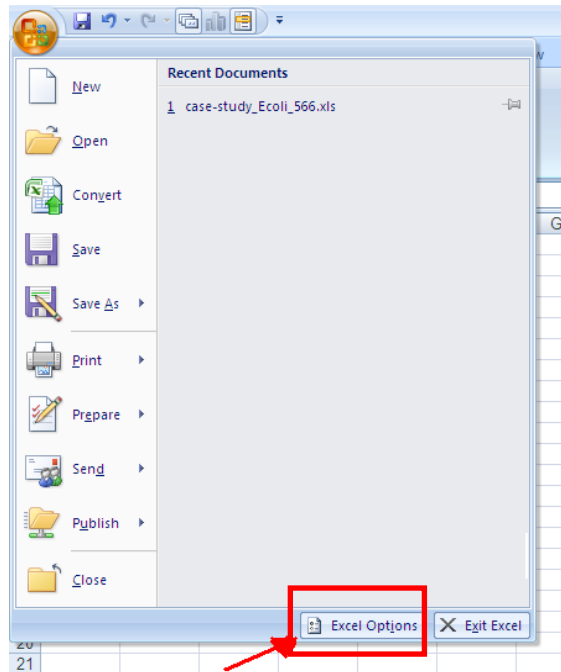 New
Open
Convert
Save
Save As
Print
Prepare
Send
Publish
Close
Recent Documents
1 case-study_Ecoli_566.xls
G
Excel Options
Exit Excel
20
21